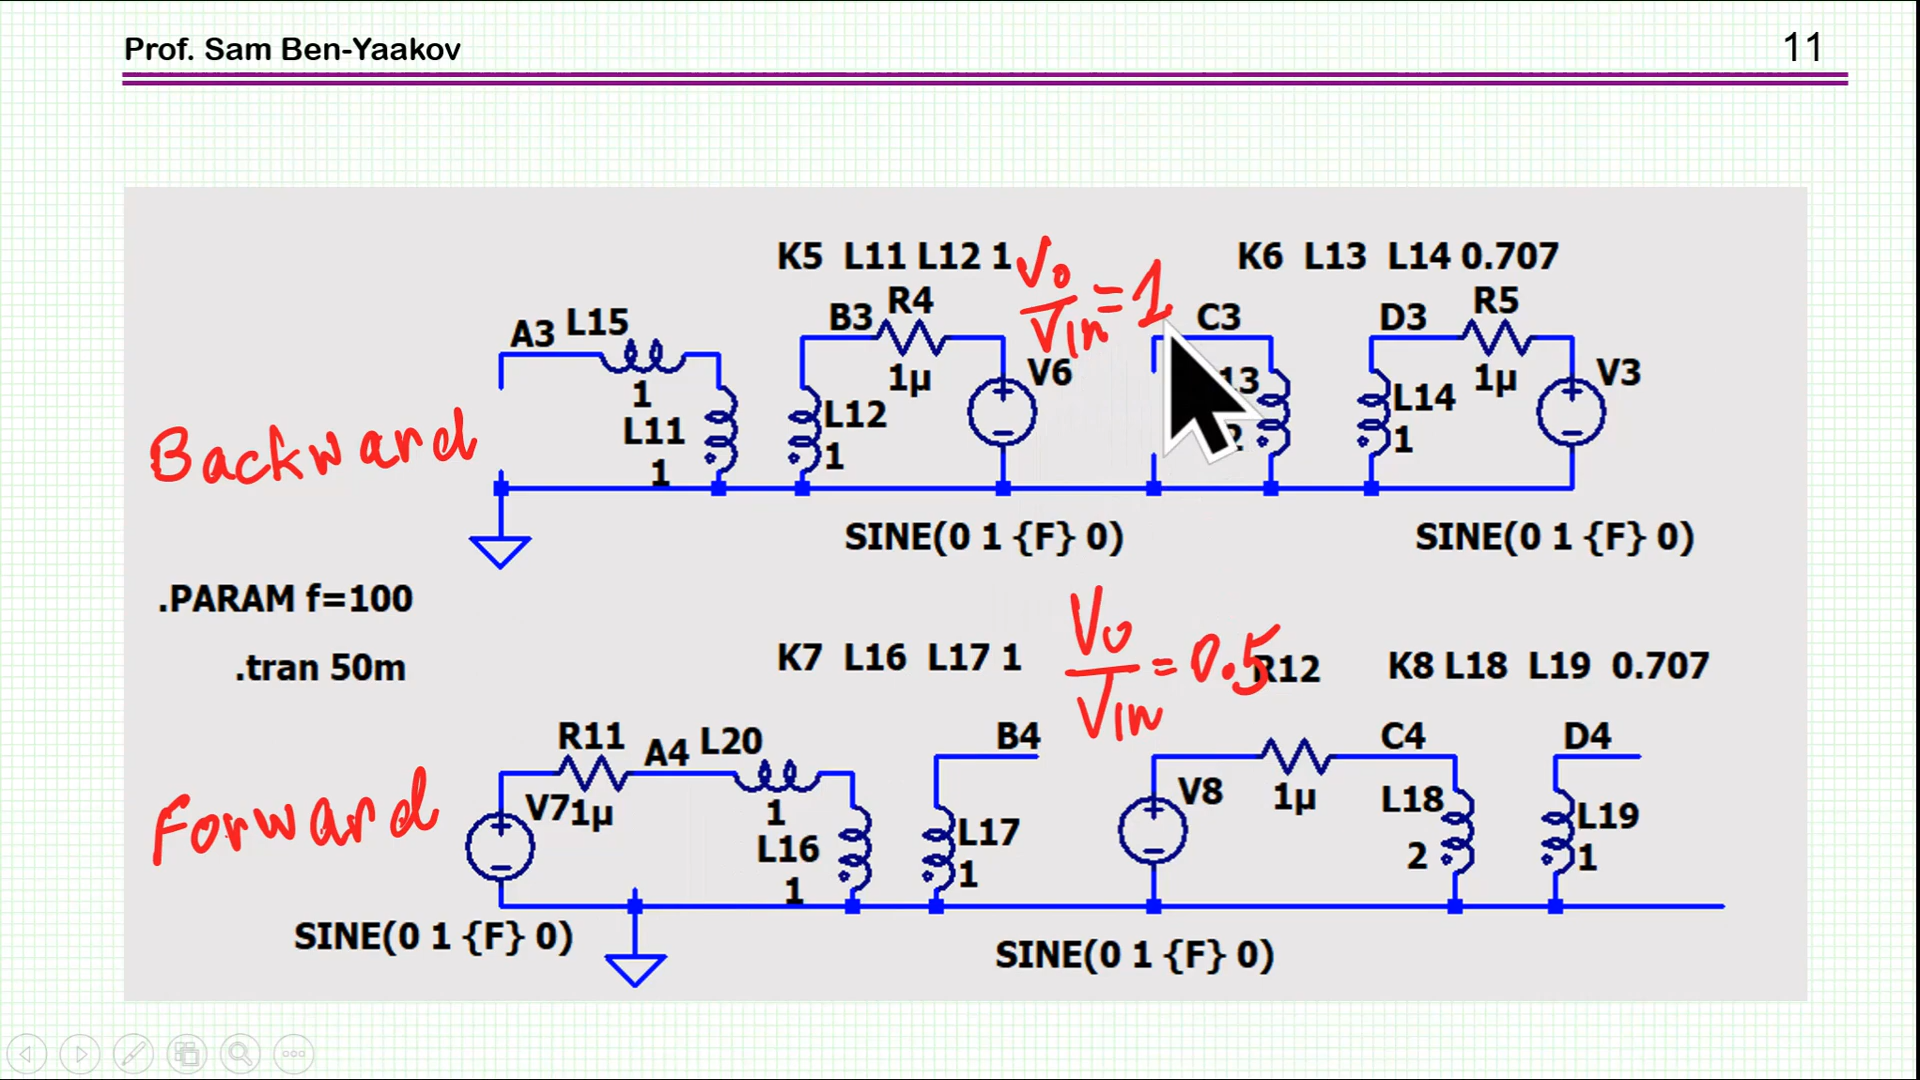 Prof. Sam Ben-Yaakov
11
K5 L11 L12 1
Vo/Vin = 1
K6 L13 L14 0.707
A3 L15
B3 R4
C3
D3 R5
1
1µ
V6
13
1µ
V3
L11
L12
2
L14
1
1
1
Backward
SINE(0 1 {F} 0)
SINE(0 1 {F} 0)
.PARAM f=100
.tran 50m
K7 L16 L17 1
Vo/Vin = 0.5
R12
K8 L18 L19 0.707
R11 A4 L20
B4
C4
D4
V7 1µ
1
V8
1µ
L18
L19
L16
L17
2
1
1
1
Forward
SINE(0 1 {F} 0)
SINE(0 1 {F} 0)